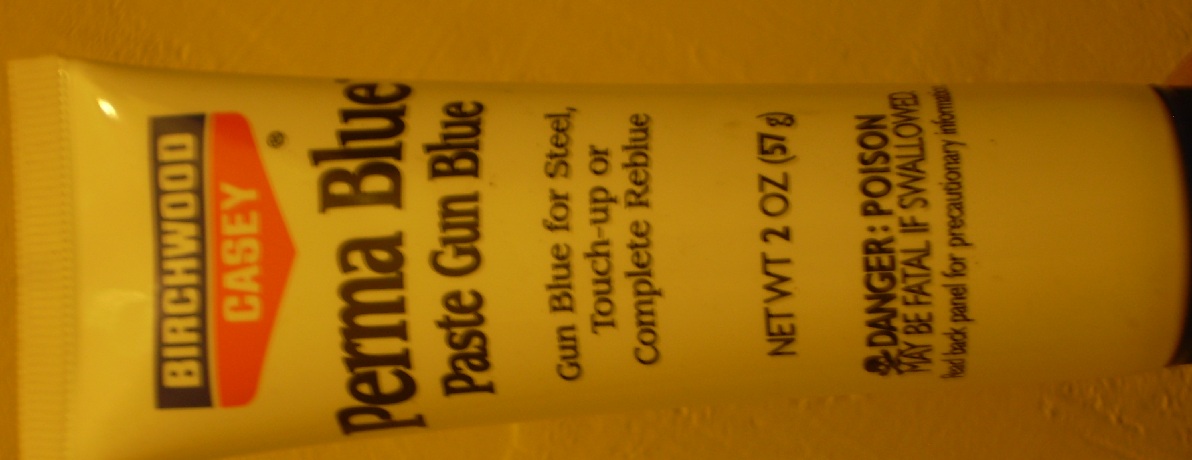 BIRCHWOOD
CASEY®
Perma Blue
Paste Gun Blue
Gun Blue for Steel,
Touch-up or
Complete Reblue
NET WT 2 OZ (57 g)
☠DANGER: POISON
MAY BE FATAL IF SWALLOWED
back panel for precautionary information